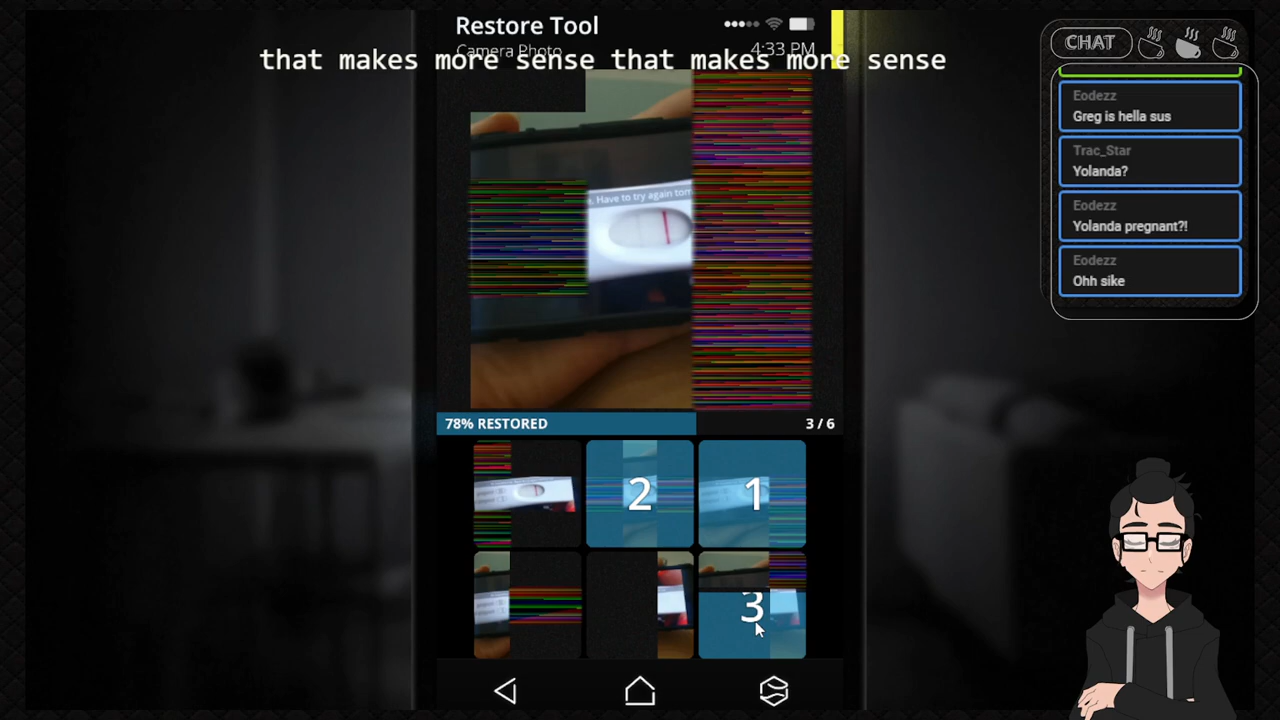 Restore Tool
Camera Photo
4:33 PM
that makes more sense that makes more sense
e. Have to try again tom
78% RESTORED
3 / 6
2
1
3
CHAT
Eodezz
Greg is hella sus
Trac_Star
Yolanda?
Eodezz
Yolanda pregnant?!
Eodezz
Ohh sike